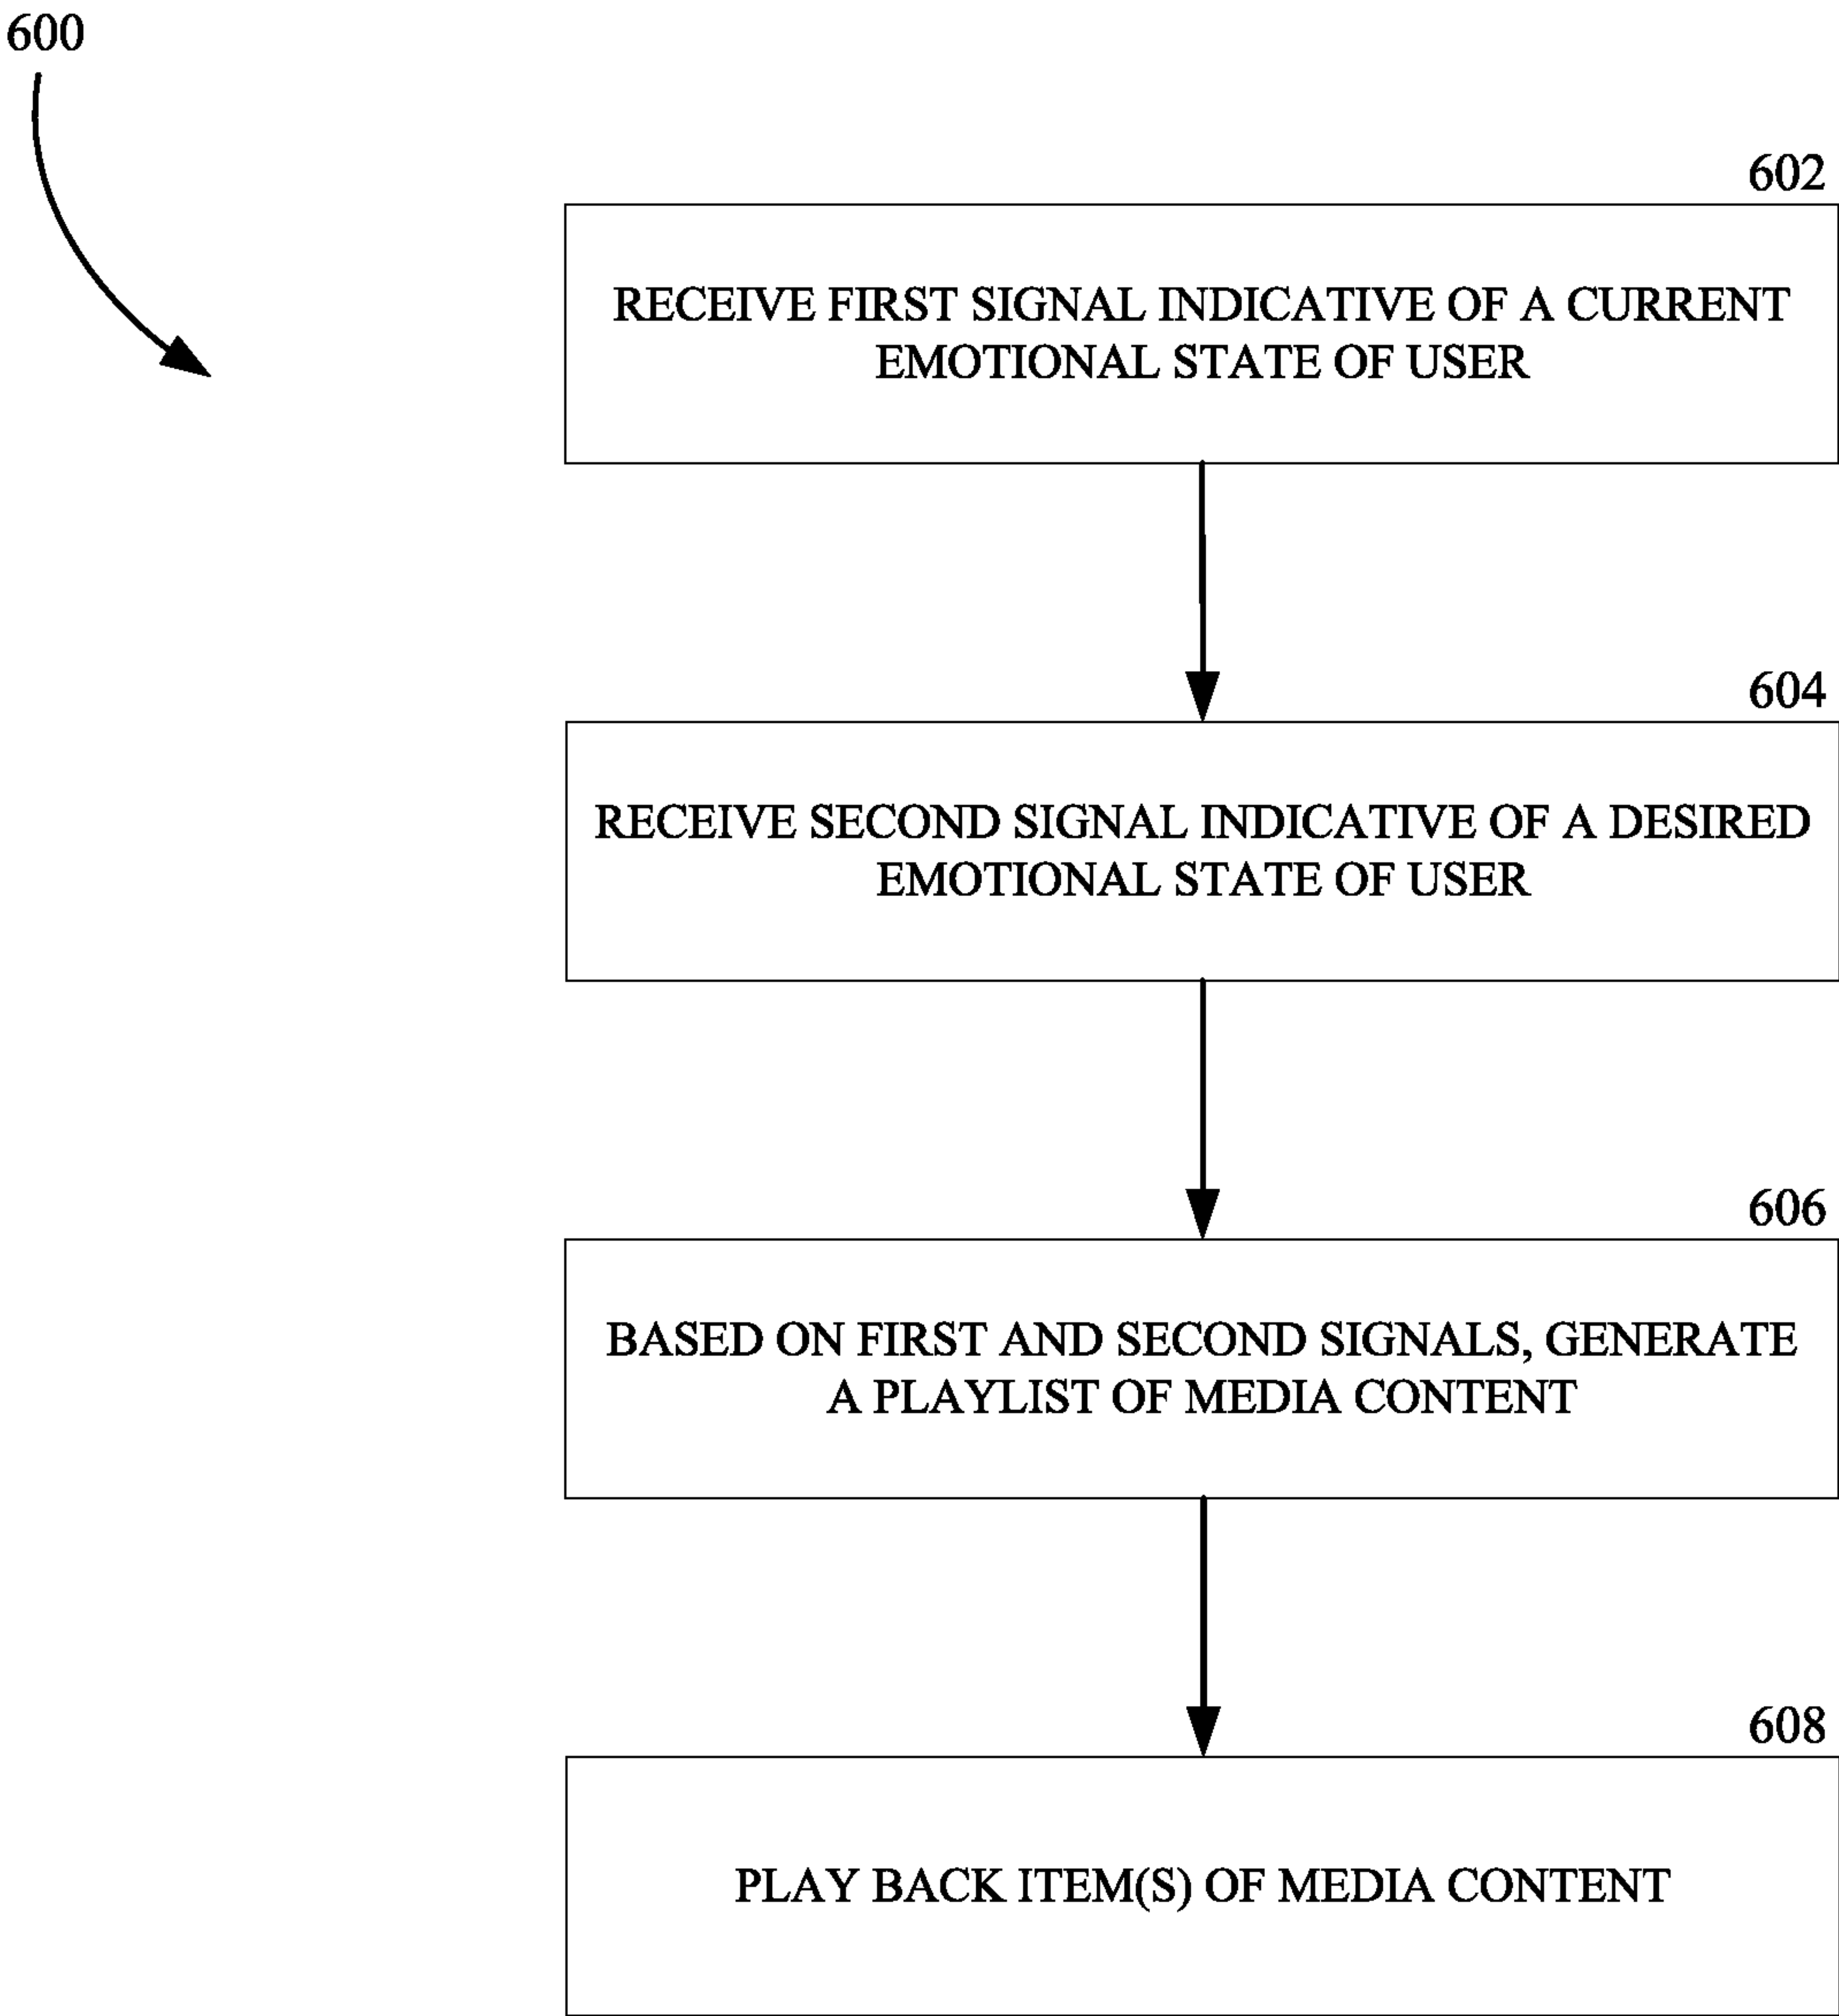 600
602
RECEIVE FIRST SIGNAL INDICATIVE OF A CURRENT
EMOTIONAL STATE OF USER
604
RECEIVE SECOND SIGNAL INDICATIVE OF A DESIRED
EMOTIONAL STATE OF USER
606
BASED ON FIRST AND SECOND SIGNALS, GENERATE
A PLAYLIST OF MEDIA CONTENT
608
PLAY BACK ITEM(S) OF MEDIA CONTENT